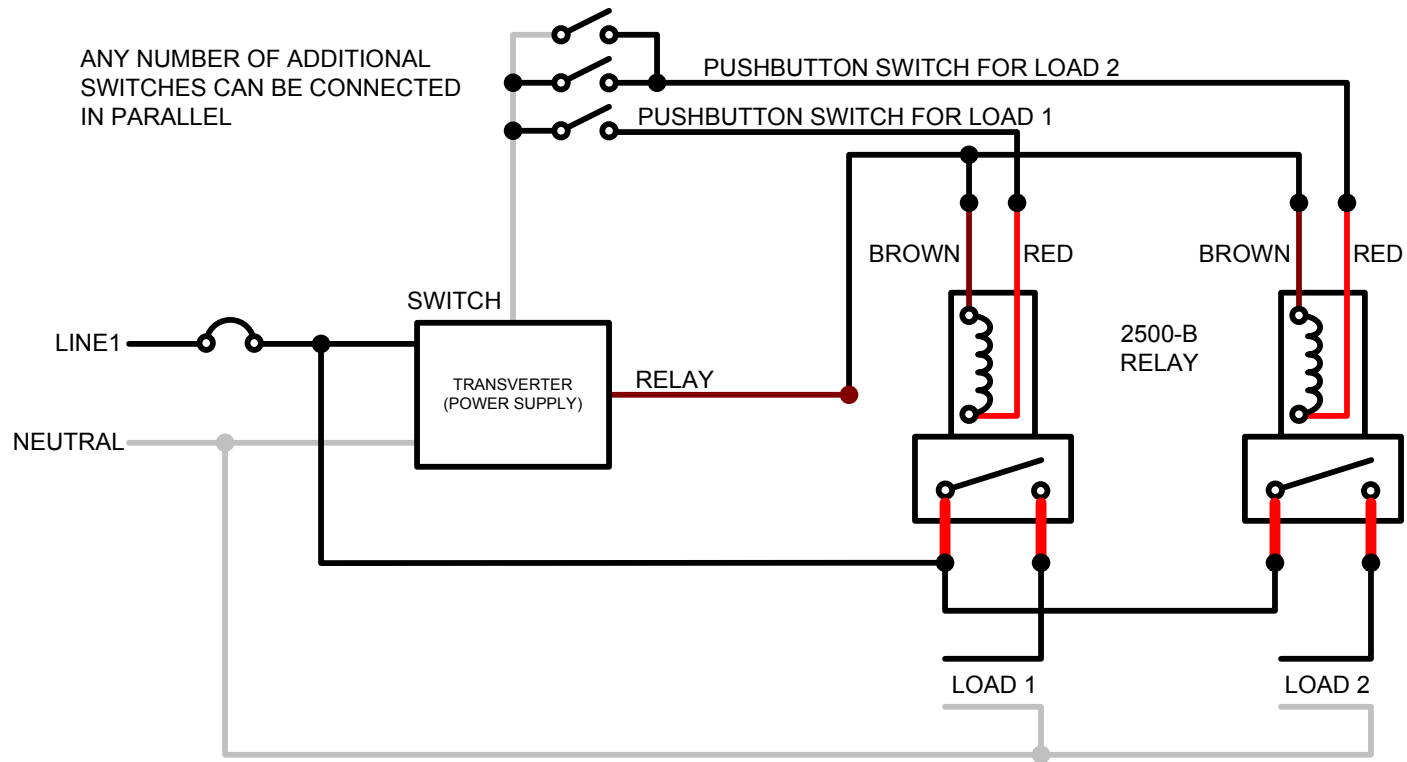 ANY NUMBER OF ADDITIONAL
SWITCHES CAN BE CONNECTED
IN PARALLEL
PUSHBUTTON SWITCH FOR LOAD 2
PUSHBUTTON SWITCH FOR LOAD 1
BROWN
RED
BROWN
RED
SWITCH
LINE1
2500-B
RELAY
TRANSVERTER
(POWER SUPPLY)
RELAY
NEUTRAL
LOAD 1
LOAD 2